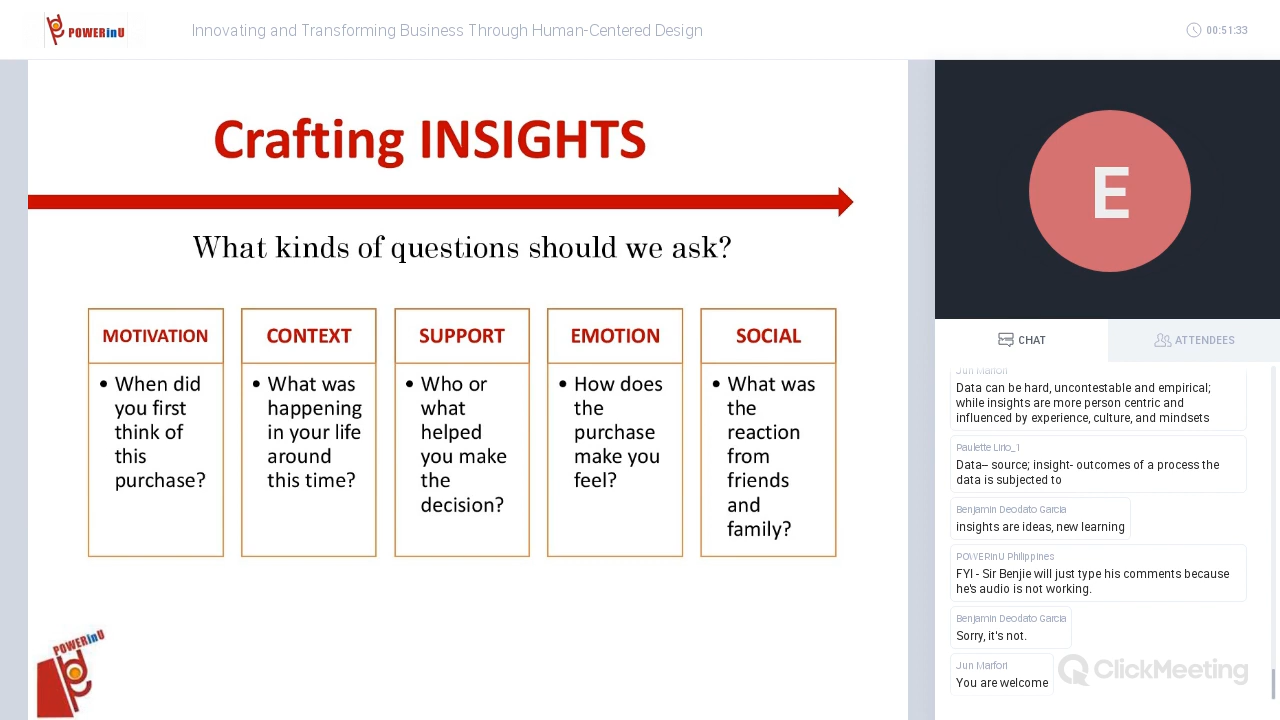 POWERinU
Innovating and Transforming Business Through Human-Centered Design
00:51:33
Crafting INSIGHTS
What kinds of questions should we ask?
MOTIVATION
• When did
you first
think of
this
purchase?
CONTEXT
• What was
happening
in your life
around
this time?
SUPPORT
• Who or
what
helped
you make
the
decision?
EMOTION
• How does
the
purchase
make you
feel?
SOCIAL
• What was
the
reaction
from
friends
and
family?
POWERinU
E
CHAT
ATTENDEES
Jun Marfori
Data can be hard, uncontestable and empirical;
while insights are more person centric and
influenced by experience, culture, and mindsets
Paulette Lirio_1
Data-- source; insight- outcomes of a process the
data is subjected to
Benjamin Deodato Garcia
insights are ideas, new learning
POWERinU Philippines
FYI - Sir Benjie will just type his comments because
he's audio is not working.
Benjamin Deodato Garcia
Sorry, it's not.
Jun Marfori
You are welcome
ClickMeeting